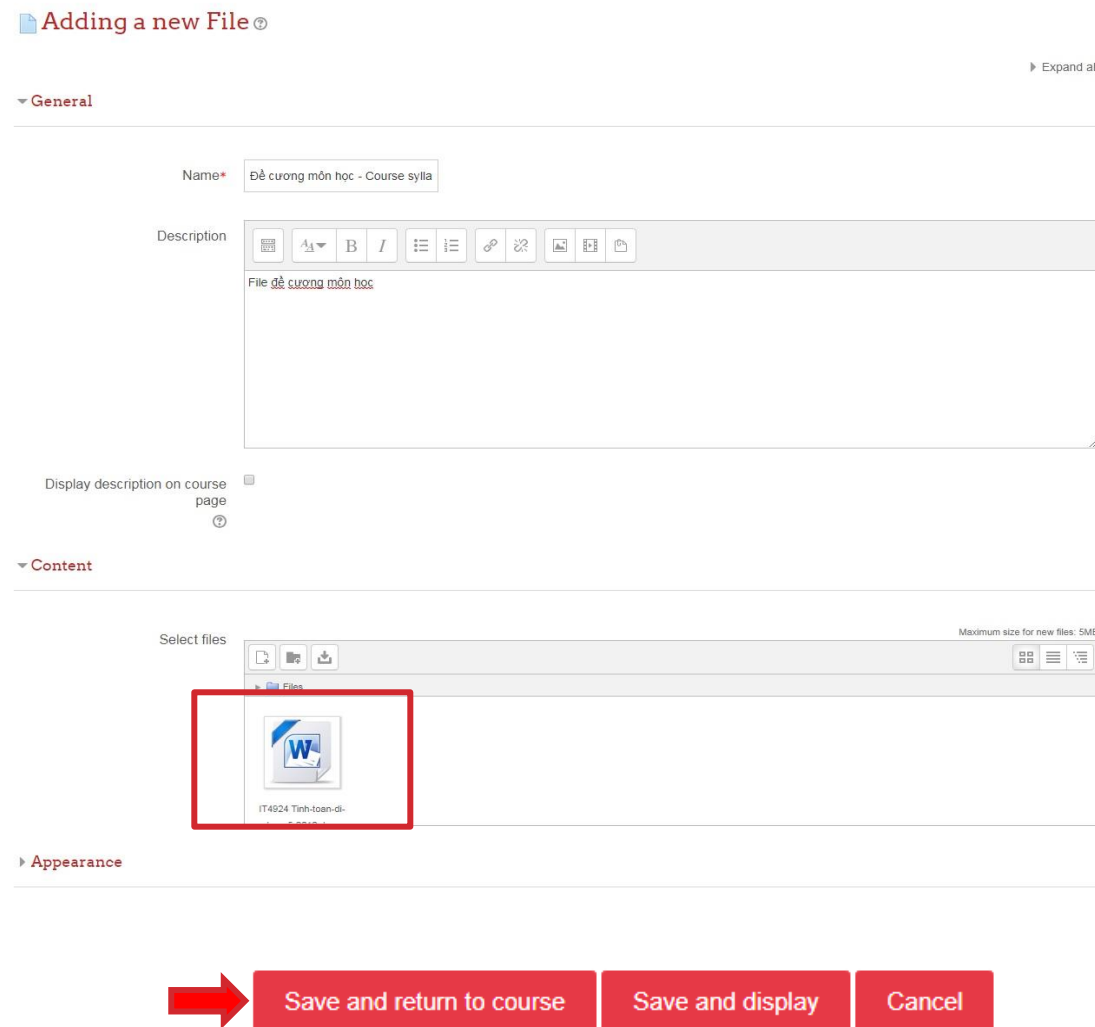 Adding a new File
Expand al
General
Name*
Đề cương môn học - Course sylla
Description
B I
File đề cương môn học
Display description on course
page
Content
Select files
Maximum size for new files: 5MB
Files
W
IT4924 Tinh-toan-di-
Appearance
Save and return to course
Save and display
Cancel